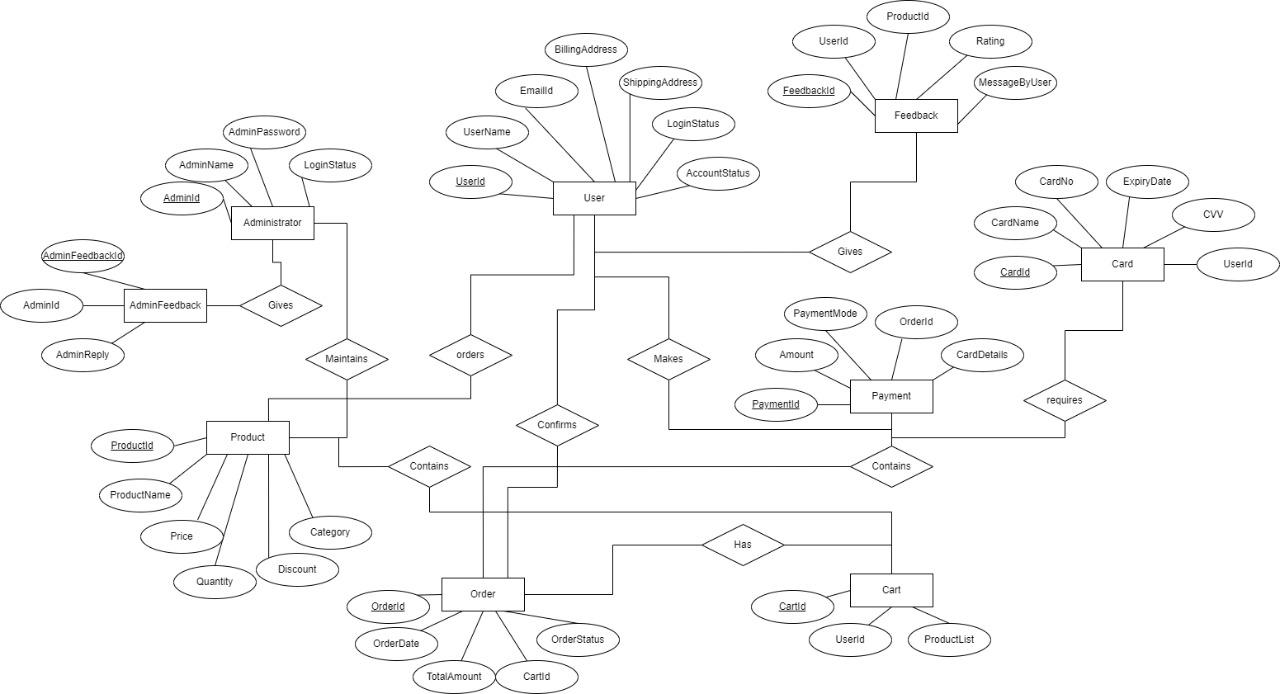 ProductId
UserId
Rating
BillingAddress
ShippingAddress
MessageByUser
EmailId
FeedbackId
Feedback
AdminPassword
UserName
LoginStatus
AdminName
LoginStatus
AccountStatus
UserId
CardNo
ExpiryDate
AdminId
User
CVV
Administrator
CardName
Gives
AdminFeedbackId
Card
UserId
CardId
AdminId
AdminFeedback
Gives
PaymentMode
OrderId
AdminReply
Maintains
orders
Makes
Amount
CardDetails
Payment
PaymentId
requires
Confirms
Product
ProductId
Contains
Contains
ProductName
Category
Price
Has
Discount
Quantity
Order
Cart
OrderId
CartId
OrderDate
OrderStatus
UserId
ProductList
TotalAmount
CartId